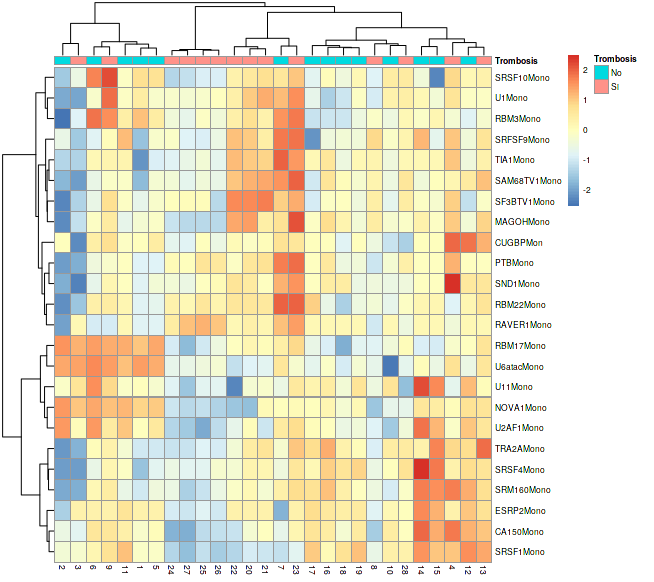 Trombosis
SRSF10Mono
U1Mono
RBM3Mono
SRFSF9Mono
TIA1Mono
SAM68TV1Mono
SF3BTV1Mono
MAGOHMono
CUGBPMon
PTBMono
SND1Mono
RBM22Mono
RAVER1Mono
RBM17Mono
U6atacMono
U11Mono
NOVA1Mono
U2AF1Mono
TRA2AMono
SRSF4Mono
SRM160Mono
ESRP2Mono
CA150Mono
SRSF1Mono
2 3 6 9 11 1 5 24 27 25 26 22 20 21 7 23 17 16 18 19 8 10 28 14 15 4 12 13
2
1
0
-1
-2
Trombosis
No
SI